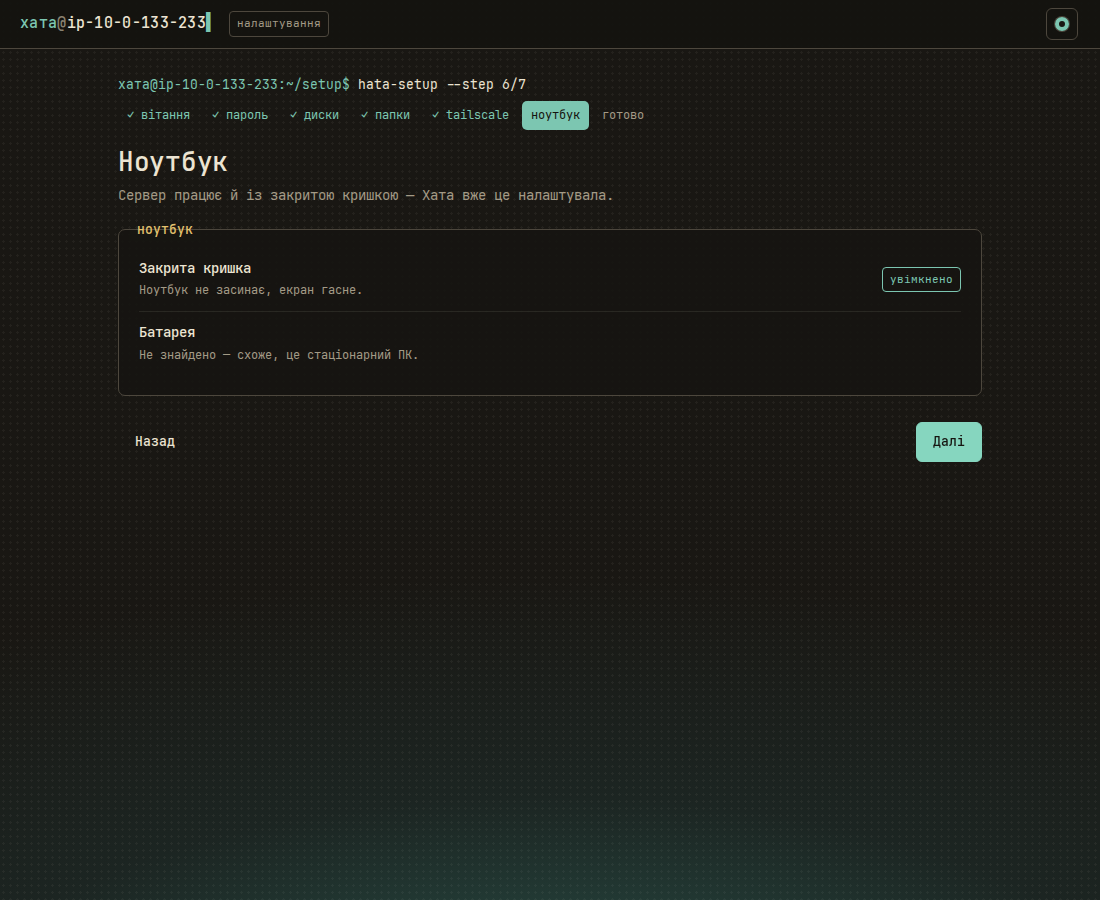 хата@ip-10-0-133-233 налаштування
хата@ip-10-0-133-233:~/setup$ hata-setup --step 6/7
✓ вітання ✓ пароль ✓ диски ✓ папки ✓ tailscale ноутбук готово
Ноутбук
Сервер працює й із закритою кришкою — Хата вже це налаштувала.
ноутбук
Закрита кришка
Ноутбук не засинає, екран гасне.
увімкнено
Батарея
Не знайдено — схоже, це стаціонарний ПК.
Назад Далі